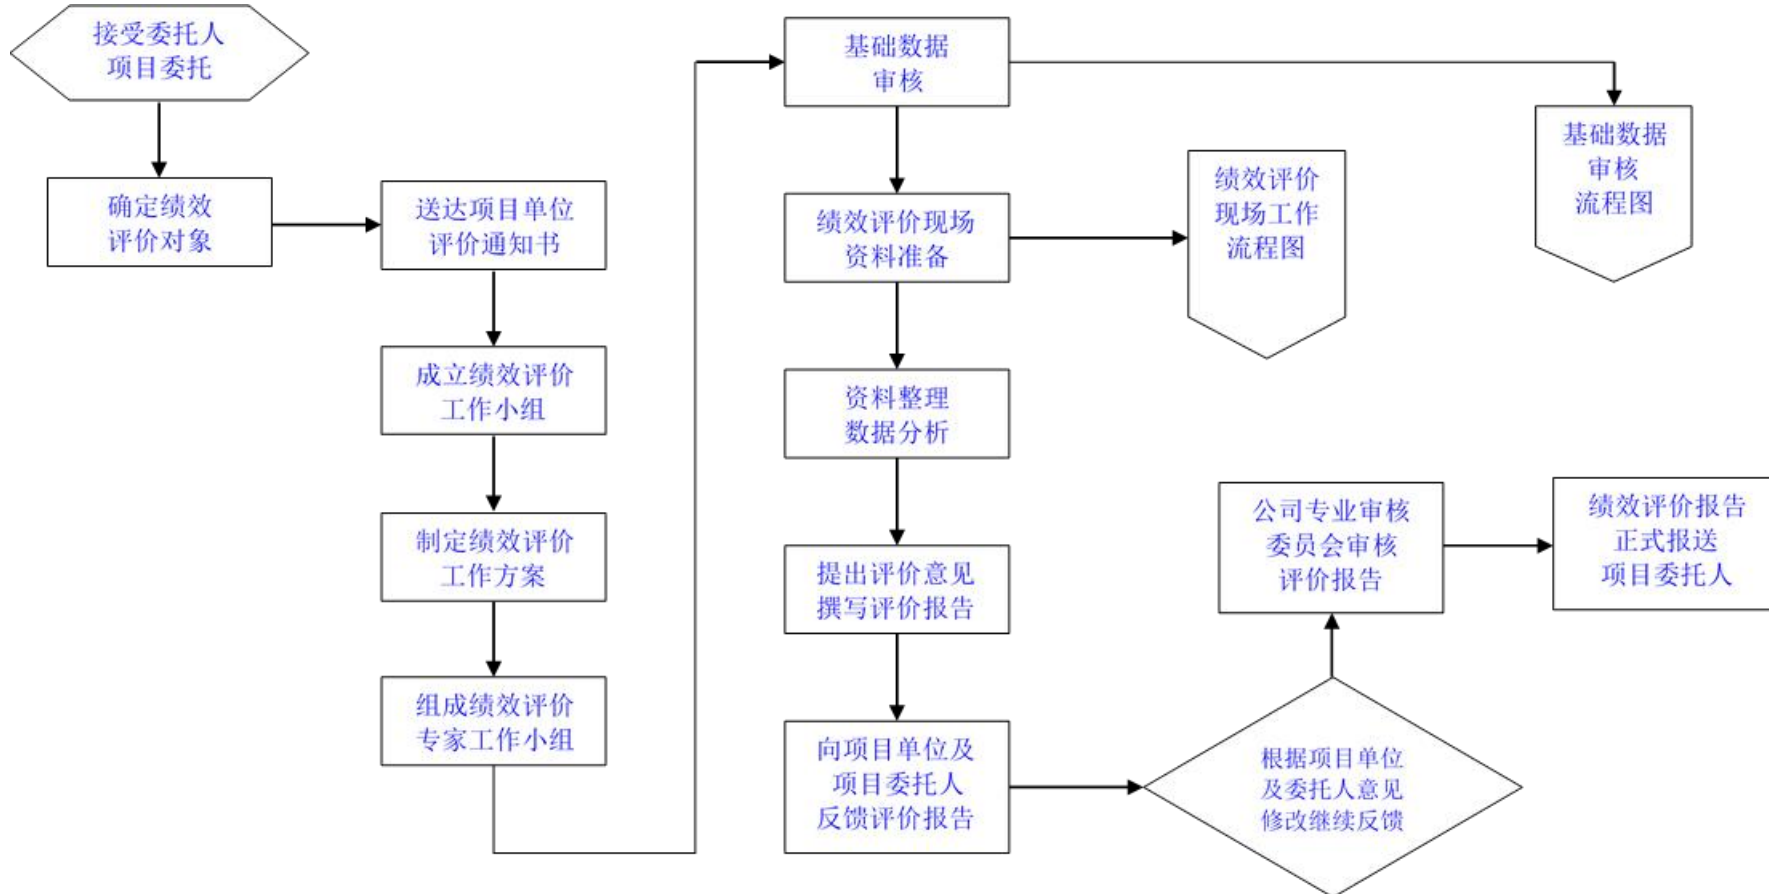 接受委托人
项目委托
确定绩效
评价对象
送达项目单位
评价通知书
成立绩效评价
工作小组
制定绩效评价
工作方案
组成绩效评价
专家工作小组
基础数据
审核
基础数据
审核
流程图
绩效评价现场
资料准备
绩效评价
现场工作
流程图
资料整理
数据分析
提出评价意见
撰写评价报告
向项目单位及
项目委托人
反馈评价报告
根据项目单位
及委托人意见
修改继续反馈
公司专业审核
委员会审核
评价报告
绩效评价报告
正式报送
项目委托人